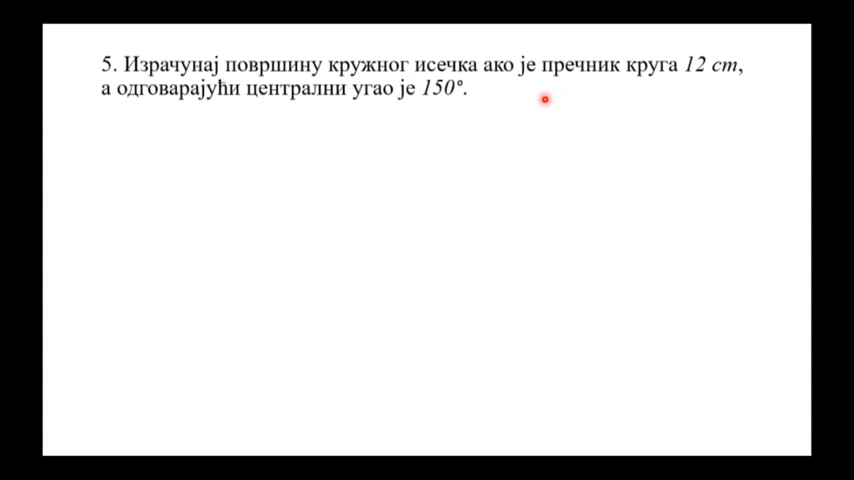 5. Израчунај површину кружног исечка ако је пречник круга 12 cm,
а одговарајући централни угао је 150°.